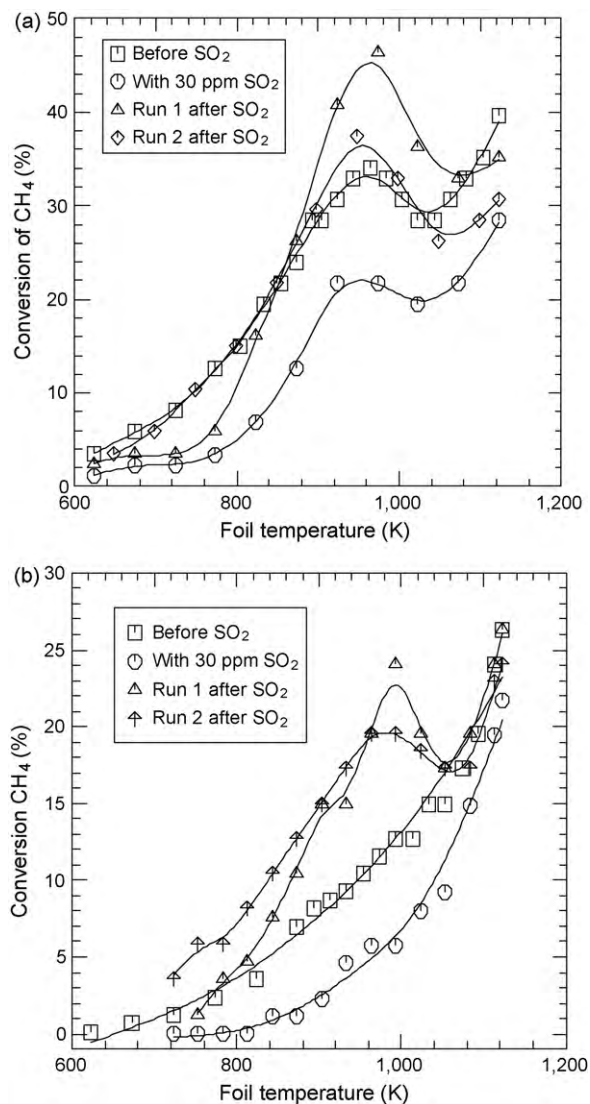 (a)
50
40
30
20
10
0
Conversion of CH4 (%)
Before SO2
With 30 ppm SO2
Run 1 after SO2
Run 2 after SO2
600
800
1,000
1,200
Foil temperature (K)
(b)
30
25
20
15
10
5
0
Conversion CH4 (%)
Before SO2
With 30 ppm SO2
Run 1 after SO2
Run 2 after SO2
600
800
1,000
1,200
Foil temperature (K)